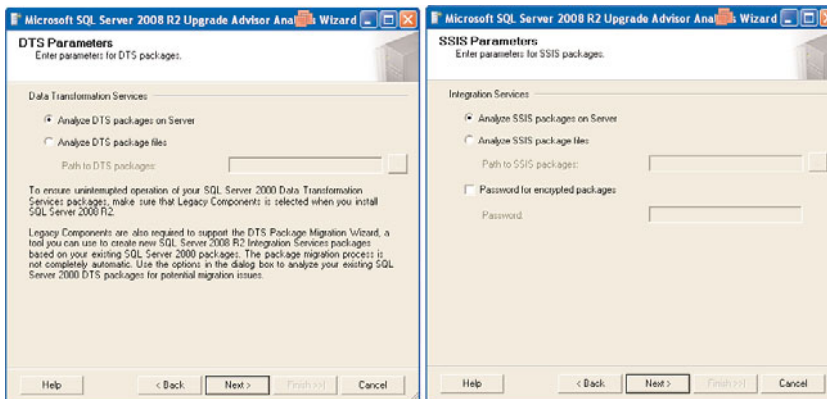 Microsoft SQL Server 2008 R2 Upgrade Advisor Wizard
DTS Parameters
Enter parameters for DTS packages.
Data Transformation Services
Analyze DTS packages on Server
Analyze DTS package files
Path to DTS packages:
To ensure uninterrupted operation of your SQL Server 2000 Data Transformation
Services packages, make sure that Legacy Components is selected when you install
SQL Server 2008 R2.
Legacy Components are also required to support the DTS Package Migration Wizard, a
tool you can use to create new SQL Server 2008 R2 Integration Services packages
based on your existing SQL Server 2000 packages. The package migration process is
not completely automatic. Use the options in the dialog box to analyze your existing SQL
Server 2000 DTS packages for potential migration issues.
Help
< Back
Next >
Finish >>|
Cancel
Microsoft SQL Server 2008 R2 Upgrade Advisor Wizard
SSIS Parameters
Enter parameters for SSIS packages.
Integration Services
Analyze SSIS packages on Server
Analyze SSIS package files
Path to SSIS packages:
Password for encrypted packages
Password:
Help
< Back
Next >
Finish >>|
Cancel